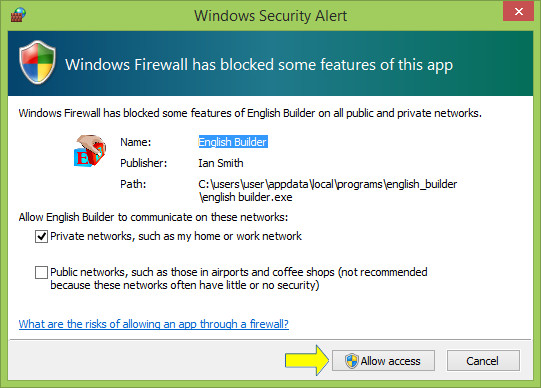 Windows Security Alert
Windows Firewall has blocked some features of this app
Windows Firewall has blocked some features of English Builder on all public and private networks.
Name: English Builder
Publisher: Ian Smith
Path: C:\users\user\appdata\local\programs\english_builder
\english builder.exe
Allow English Builder to communicate on these networks:
Private networks, such as my home or work network
Public networks, such as those in airports and coffee shops (not recommended
because these networks often have little or no security)
What are the risks of allowing an app through a firewall?
Allow access Cancel